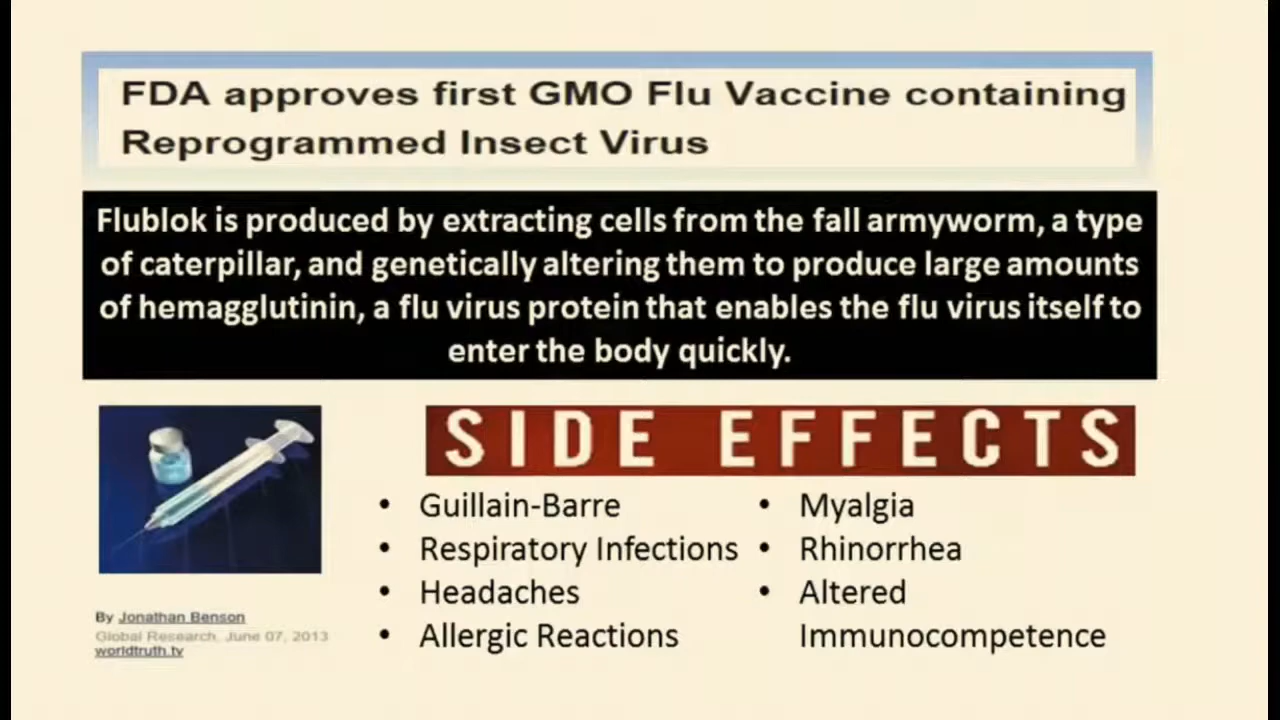 FDA approves first GMO Flu Vaccine containing
Reprogrammed Insect Virus
Flublok is produced by extracting cells from the fall armyworm, a type
of caterpillar, and genetically altering them to produce large amounts
of hemagglutinin, a flu virus protein that enables the flu virus itself to
enter the body quickly.
SIDE EFFECTS
• Guillain-Barre
• Respiratory Infections
• Headaches
• Allergic Reactions
• Myalgia
• Rhinorrhea
• Altered
Immunocompetence
By Jonathan Benson
Global Research, June 07, 2013
worldtruth.tv